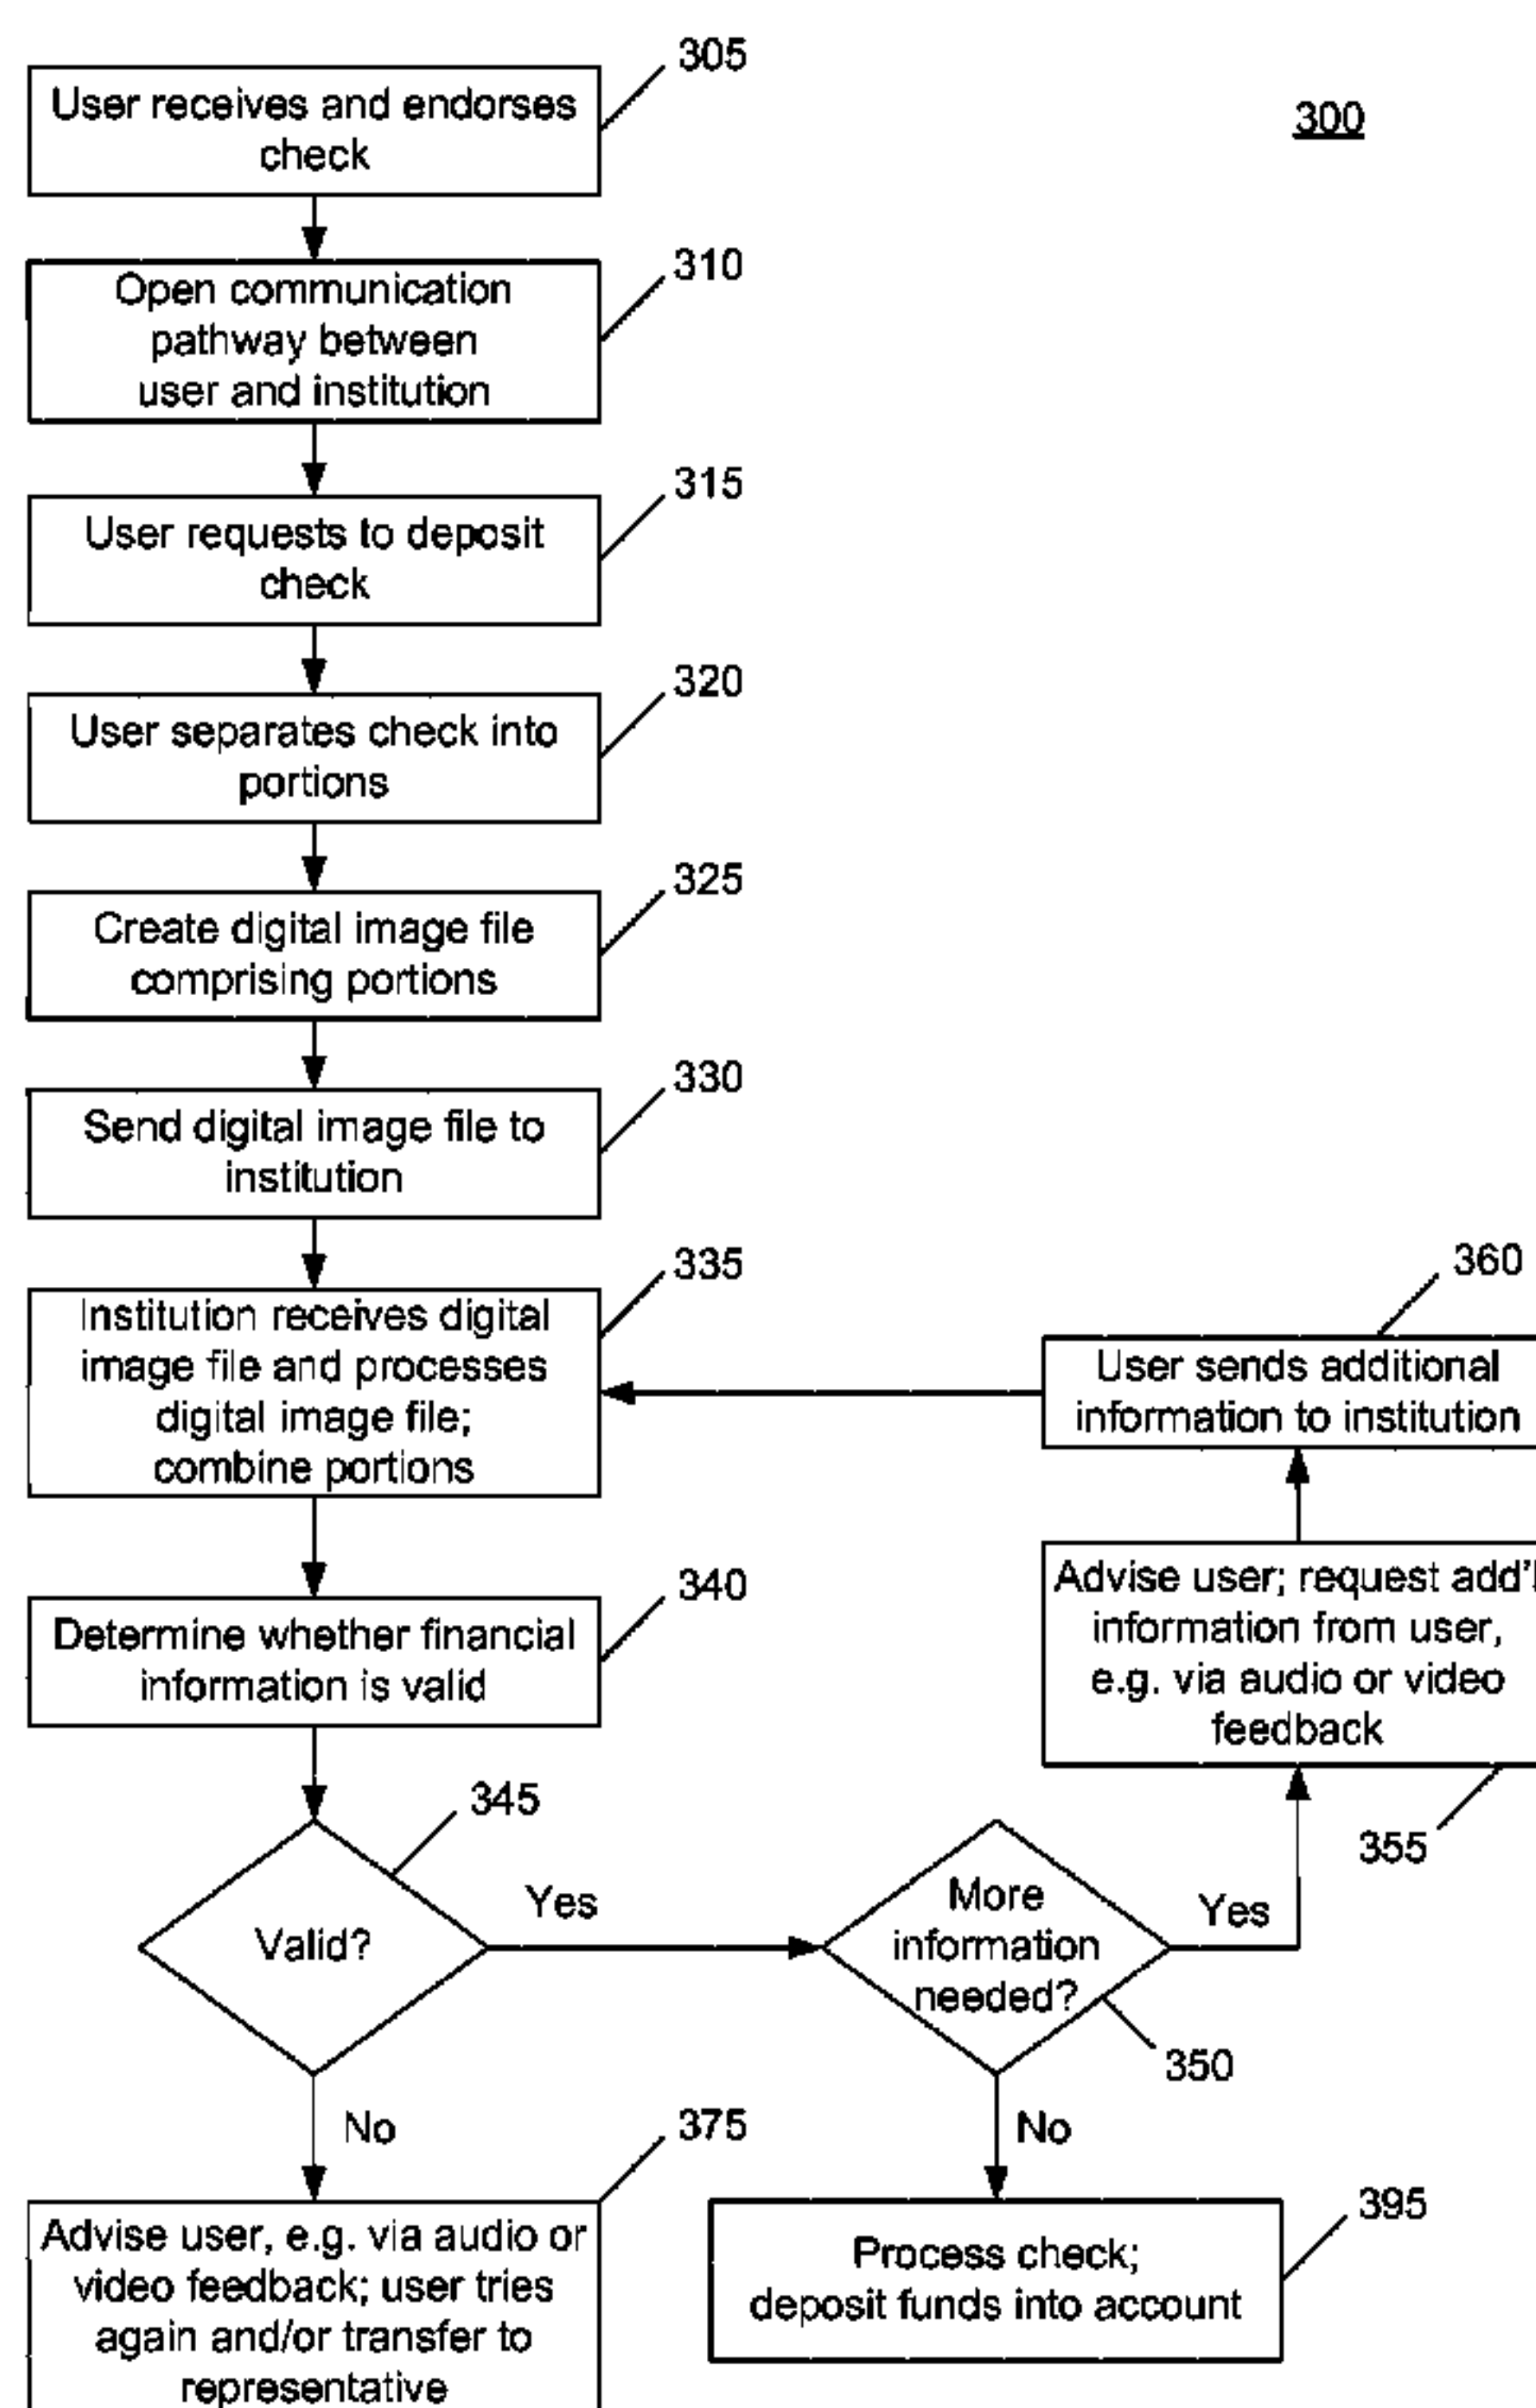 305
300
User receives and endorses
check
310
Open communication
pathway between
user and institution
315
User requests to deposit
check
320
User separates check into
portions
325
Create digital image file
comprising portions
330
Send digital image file to
institution
335
Institution receives digital
image file and processes
digital image file;
combine portions
360
User sends additional
information to institution
340
Determine whether financial
information is valid
Advise user; request add'l
information from user,
e.g. via audio or video
feedback
355
345
Valid?
Yes
More
information
needed?
Yes
350
No
No
375
Advise user, e.g. via audio or
video feedback; user tries
again and/or transfer to
representative
395
Process check;
deposit funds into account